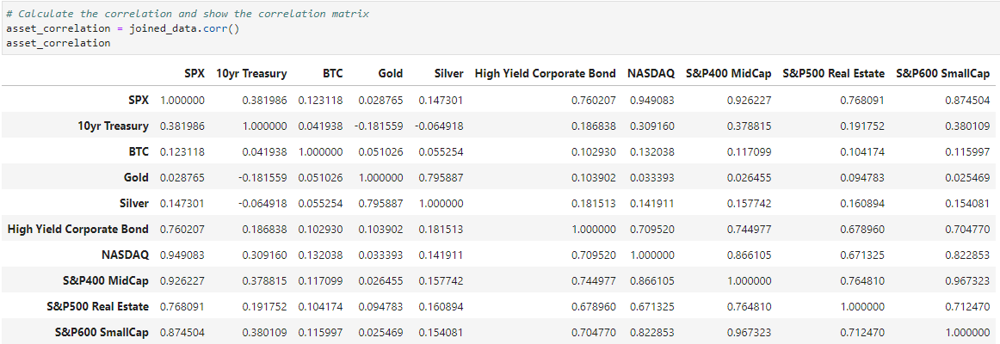 # Calculate the correlation and show the correlation matrix
asset_correlation = joined_data.corr()
asset_correlation
SPX 10yr Treasury BTC Gold Silver High Yield Corporate Bond NASDAQ S&P400 MidCap S&P500 Real Estate S&P600 SmallCap
SPX 1.000000 0.381986 0.123118 0.028765 0.147301 0.760207 0.949083 0.926227 0.768091 0.874504
10yr Treasury 0.381986 1.000000 0.041938 -0.181559 -0.064918 0.186838 0.309160 0.378815 0.191752 0.380109
BTC 0.123118 0.041938 1.000000 0.051026 0.055254 0.102930 0.132038 0.117099 0.104174 0.115997
Gold 0.028765 -0.181559 0.051026 1.000000 0.795887 0.103902 0.033393 0.026455 0.094783 0.025469
Silver 0.147301 -0.064918 0.055254 0.795887 1.000000 0.181513 0.141911 0.157742 0.160894 0.154081
High Yield Corporate Bond 0.760207 0.186838 0.102930 0.103902 0.181513 1.000000 0.709520 0.744977 0.678960 0.704770
NASDAQ 0.949083 0.309160 0.132038 0.033393 0.141911 0.709520 1.000000 0.866105 0.671325 0.822853
S&P400 MidCap 0.926227 0.378815 0.117099 0.026455 0.157742 0.744977 0.866105 1.000000 0.764810 0.967323
S&P500 Real Estate 0.768091 0.191752 0.104174 0.094783 0.160894 0.678960 0.671325 0.764810 1.000000 0.712470
S&P600 SmallCap 0.874504 0.380109 0.115997 0.025469 0.154081 0.704770 0.822853 0.967323 0.712470 1.000000